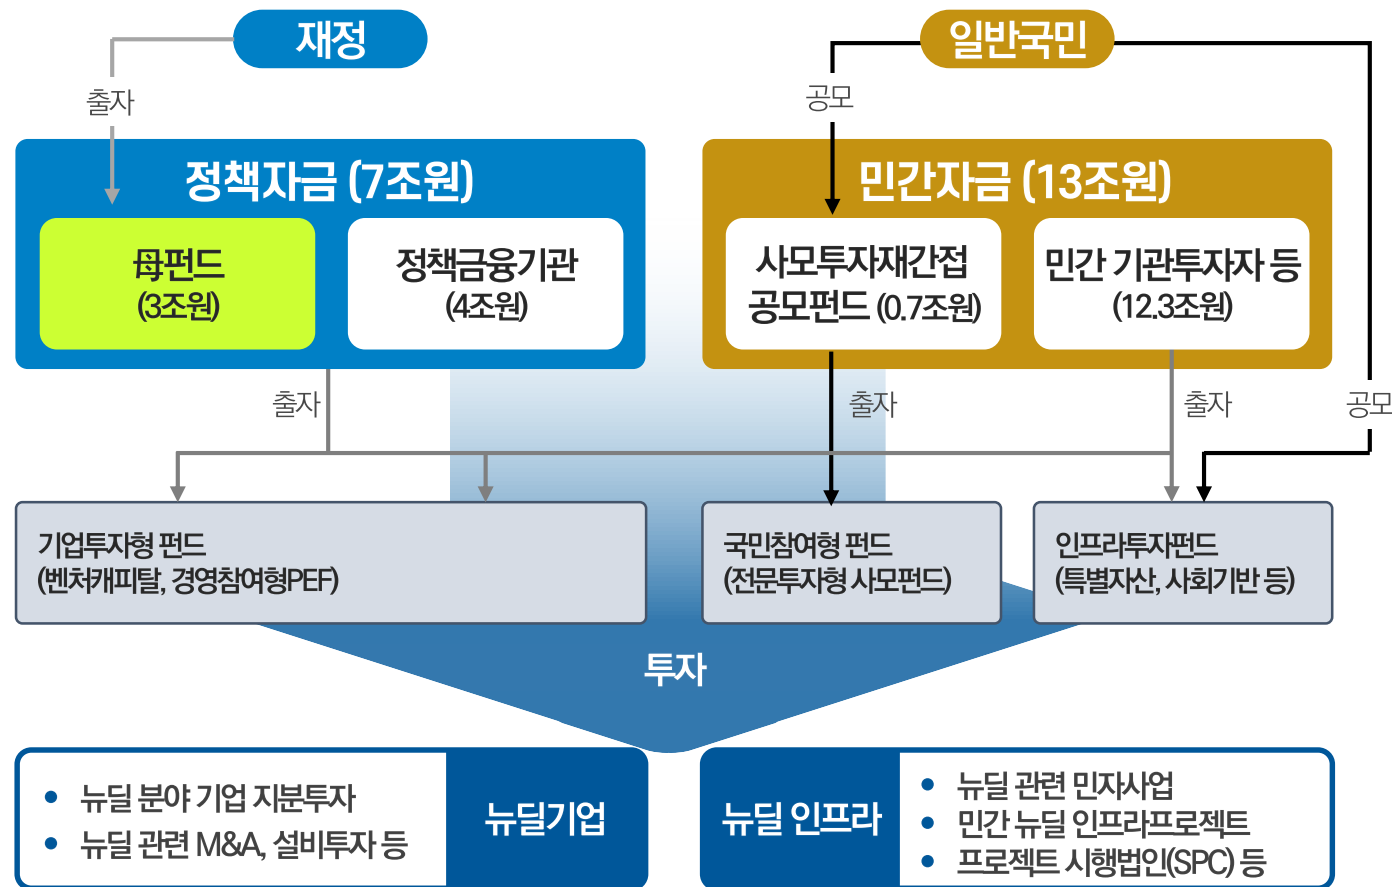 재정
일반국민
출자
공모
정책자금 (7조원)
민간자금 (13조원)
母펀드
(3조원)
정책금융기관
(4조원)
사모투자재간접
공모펀드 (0.7조원)
민간 기관투자자 등
(12.3조원)
출자
출자
출자
공모
기업투자형 펀드
(벤처캐피탈, 경영참여형PEF)
국민참여형 펀드
(전문투자형 사모펀드)
인프라투자펀드
(특별자산, 사회기반 등)
투자
• 뉴딜 분야 기업 지분투자
• 뉴딜 관련 M&A, 설비투자 등
뉴딜기업
뉴딜 인프라
• 뉴딜 관련 민자사업
• 민간 뉴딜 인프라프로젝트
• 프로젝트 시행법인(SPC) 등